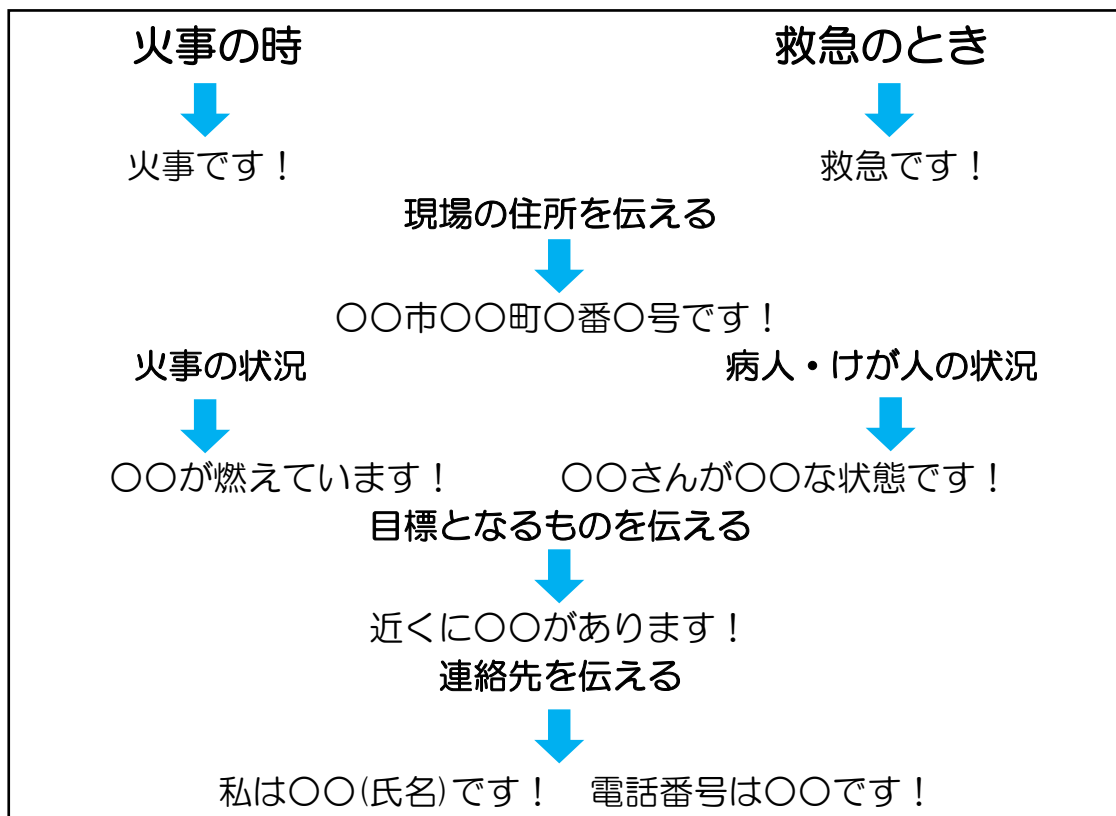 火事の時 救急のとき
火事です！ 救急です！
現場の住所を伝える
〇〇市〇〇町〇番〇号です！
火事の状況 病人・けが人の状況
〇〇が燃えています！ 〇〇さんが〇〇な状態です！
目標となるものを伝える
近くに〇〇があります！
連絡先を伝える
私は〇〇(氏名)です！ 電話番号は〇〇です！